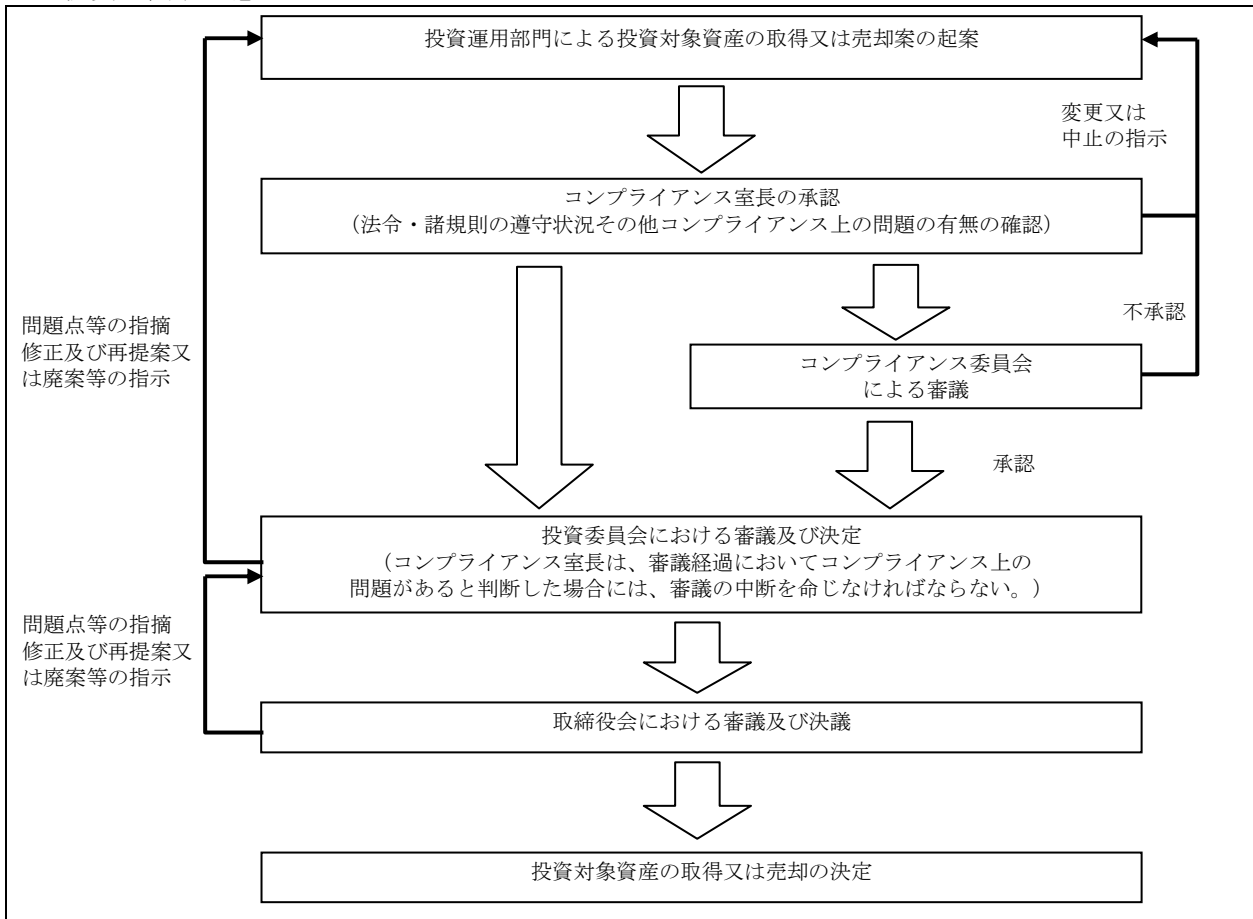 投資運用部門による投資対象資産の取得又は売却案の起案
変更又は
中止の指示
コンプライアンス室長の承認
（法令・諸規則の遵守状況その他コンプライアンス上の問題の有無の確認）
不承認
問題点等の指摘
修正及び再提案又
は廃案等の指示
コンプライアンス委員会
による審議
承認
投資委員会における審議及び決定
（コンプライアンス室長は、審議経過においてコンプライアンス上の
問題があると判断した場合には、審議の中断を命じなければならない。）
問題点等の指摘
修正及び再提案又
は廃案等の指示
取締役会における審議及び決議
投資対象資産の取得又は売却の決定